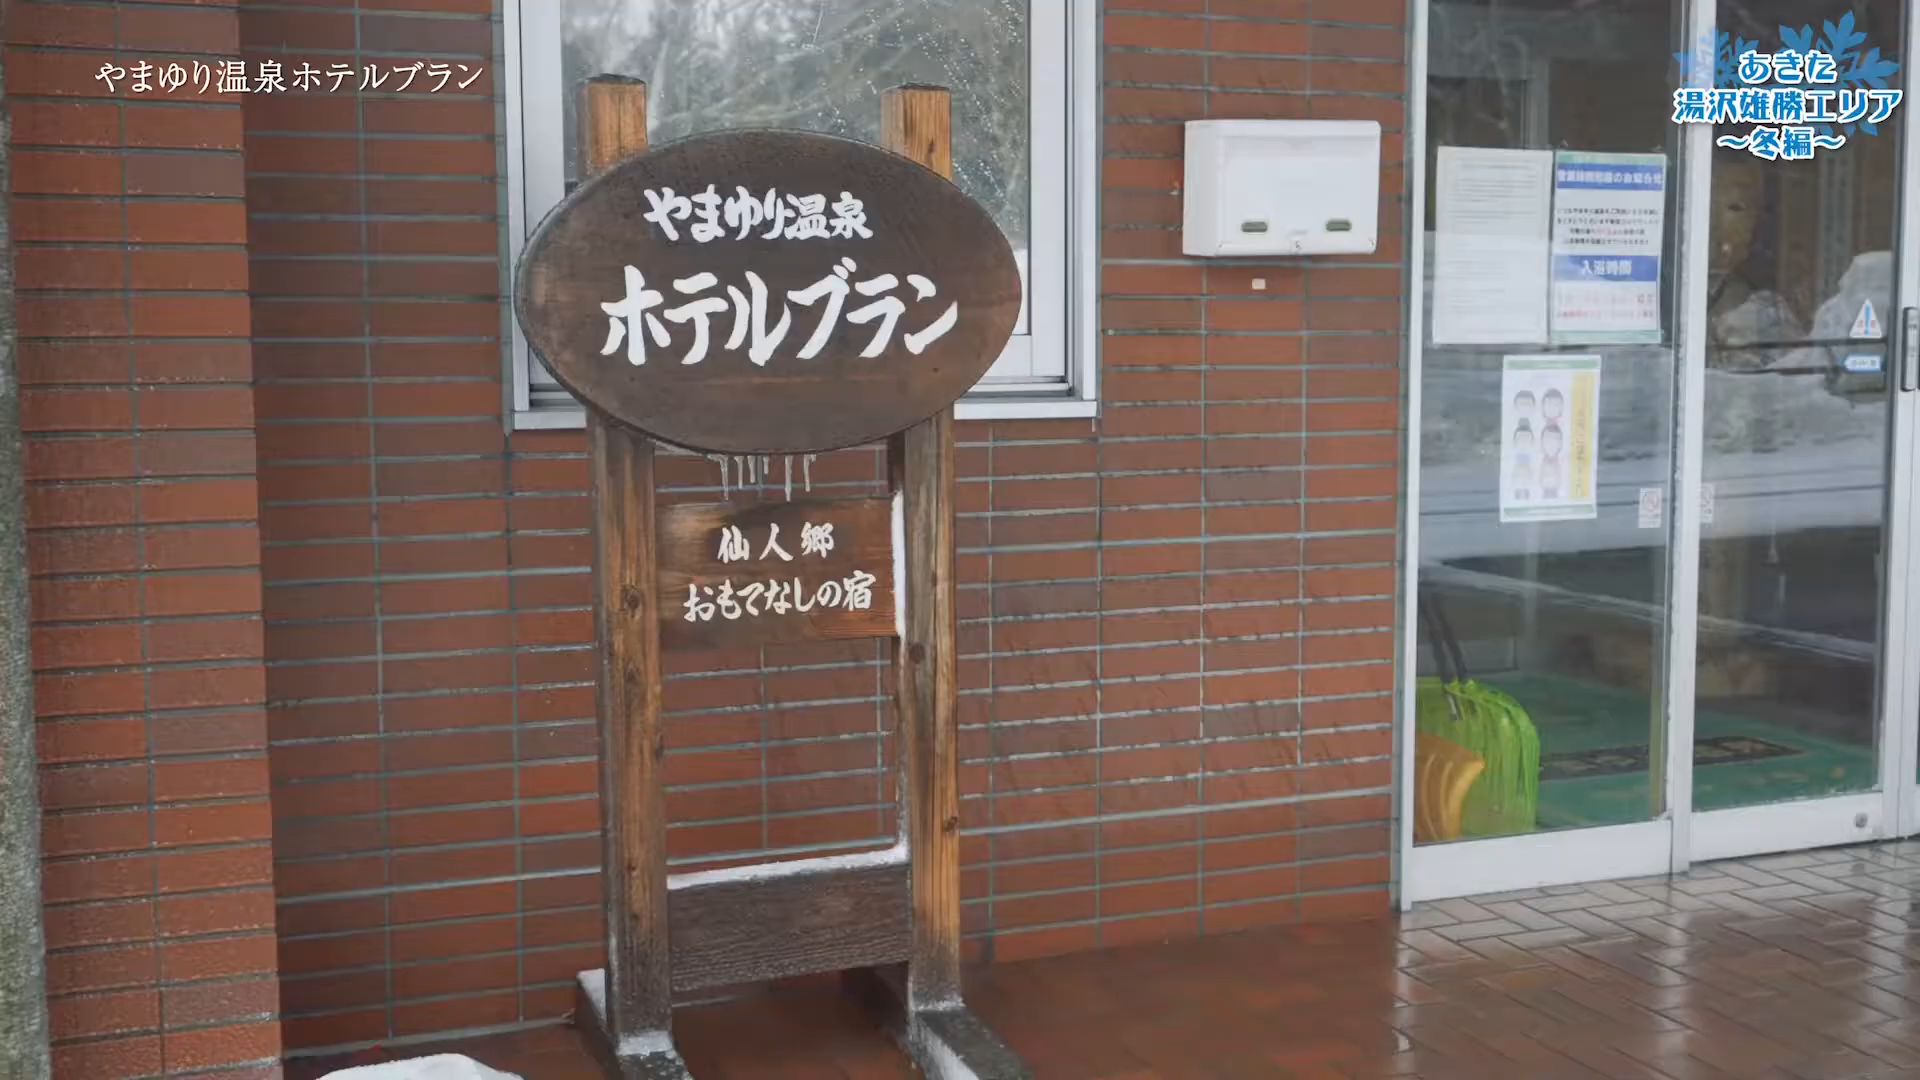 やまゆり温泉ホテルブラン
あきた
湯沢雄勝エリア
～冬編～
やまゆり温泉
ホテルブラン
仙人郷
おもてなしの宿
入浴時間